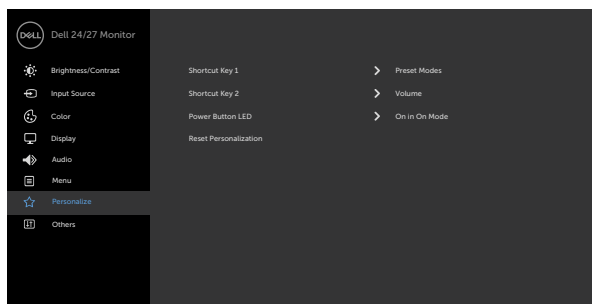 DELL Dell 24/27 Monitor
Brightness/Contrast
Input Source
Color
Display
Audio
Menu
Personalize
Others
Shortcut Key 1 Preset Modes
Shortcut Key 2 Volume
Power Button LED On in On Mode
Reset Personalization